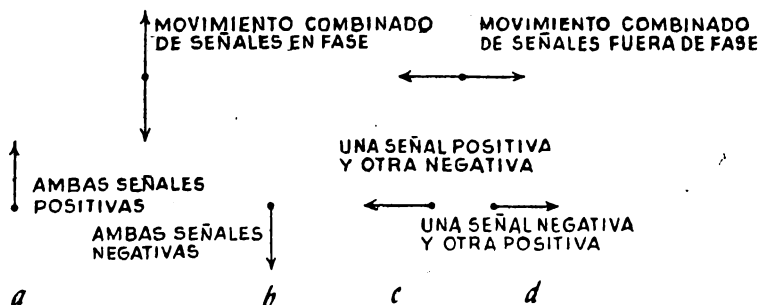 MOVIMIENTO COMBINADO
DE SEÑALES EN FASE
MOVIMIENTO COMBINADO
DE SEÑALES FUERA DE FASE
UNA SEÑAL POSITIVA
Y OTRA NEGATIVA
AMBAS SEÑALES
POSITIVAS
AMBAS SEÑALES
NEGATIVAS
UNA SEÑAL NEGATIVA
Y OTRA POSITIVA
a
b
c
d